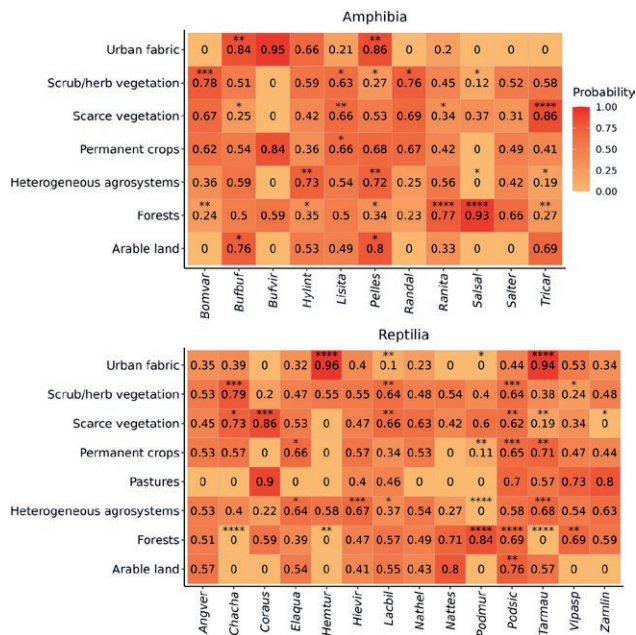 Amphibia
** **
Urban fabric 0 0.84 0.95 0.66 0.21 0.86 0 0.2 0 0 0
*** * * * *
Scrub/herb vegetation 0.78 0.51 0 0.59 0.63 0.27 0.76 0.45 0.12 0.52 0.58
* ** * ****
Scarce vegetation 0.67 0.25 0 0.42 0.66 0.53 0.69 0.34 0.37 0.31 0.86
*
Permanent crops 0.62 0.54 0.84 0.36 0.66 0.68 0.67 0.42 0 0.49 0.41
** ** * *
Heterogeneous agrosystems 0.36 0.59 0 0.73 0.54 0.72 0.25 0.56 0 0.42 0.19
** * * **** **** **
Forests 0.24 0.5 0.59 0.35 0.5 0.34 0.23 0.77 0.93 0.66 0.27
* *
Arable land 0 0.76 0 0.53 0.49 0.8 0 0.33 0 0 0.69
Bomvar Bufbuf Bufvir Hylint Lisita Pelles Randal Ranita Salsal Salter Tricar
Probability
1.00
0.75
0.50
0.25
0.00
Reptilia
**** ** * ****
Urban fabric 0.35 0.39 0 0.32 0.96 0.4 0.1 0.23 0 0 0.44 0.94 0.53 0.34
*** ** *** *
Scrub/herb vegetation 0.53 0.79 0.2 0.47 0.55 0.55 0.64 0.48 0.54 0.4 0.64 0.38 0.24 0.48
* *** ** ** ** *
Scarce vegetation 0.45 0.73 0.86 0.53 0 0.47 0.66 0.63 0.42 0.6 0.62 0.19 0.34 0
* ** *** **
Permanent crops 0.53 0.57 0 0.66 0 0.57 0.34 0.53 0 0.11 0.65 0.71 0.47 0.44
Pastures 0 0 0.9 0 0 0.4 0.46 0 0 0 0.7 0.57 0.73 0.8
* *** * **** ***
Heterogeneous agrosystems 0.53 0.4 0.22 0.64 0.58 0.67 0.37 0.54 0.27 0 0.58 0.68 0.54 0.63
**** ** **** **** **** **
Forests 0.51 0 0.59 0.39 0 0.47 0.57 0.49 0.71 0.84 0.69 0 0.69 0.59
**
Arable land 0.57 0 0 0.54 0 0.41 0.55 0.43 0.8 0 0.76 0.57 0 0
Angver Chacha Coraus Elaqua Hemtur Hievir Lacbil Nathel Nattes Podmur Podsic Tarmau Vipasp Zamlin